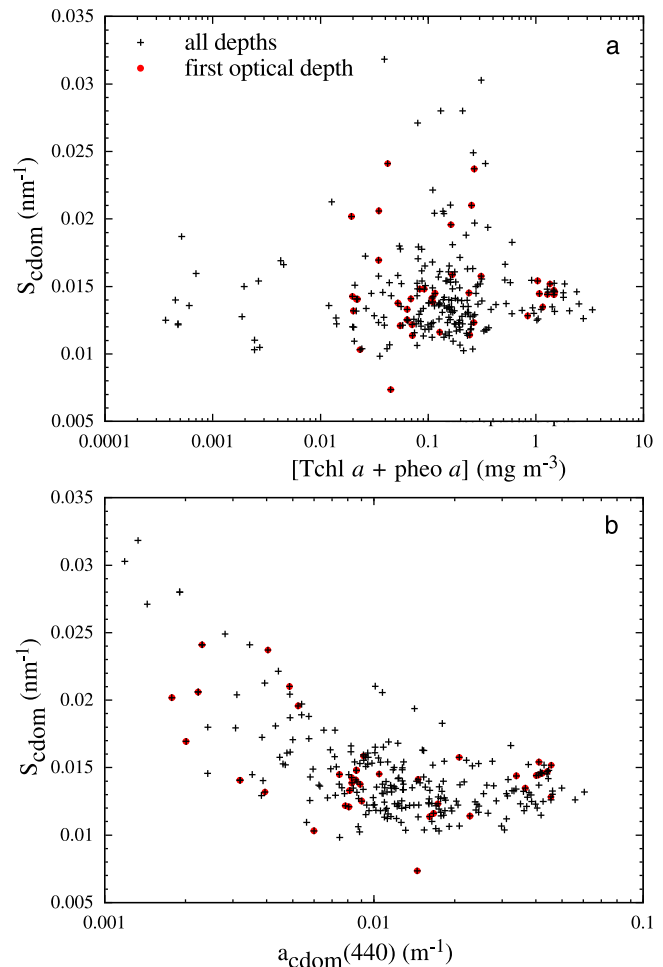 0.035
all depths
a
first optical depth
0.03
0.025
0.02
0.015
0.01
0.005
S_cdom (nm⁻¹)
0.0001 0.001 0.01 0.1 1 10
[Tchl a + pheo a] (mg m⁻³)
0.035
b
0.03
0.025
0.02
0.015
0.01
0.005
S_cdom (nm⁻¹)
0.001 0.01 0.1
a_cdom(440) (m⁻¹)